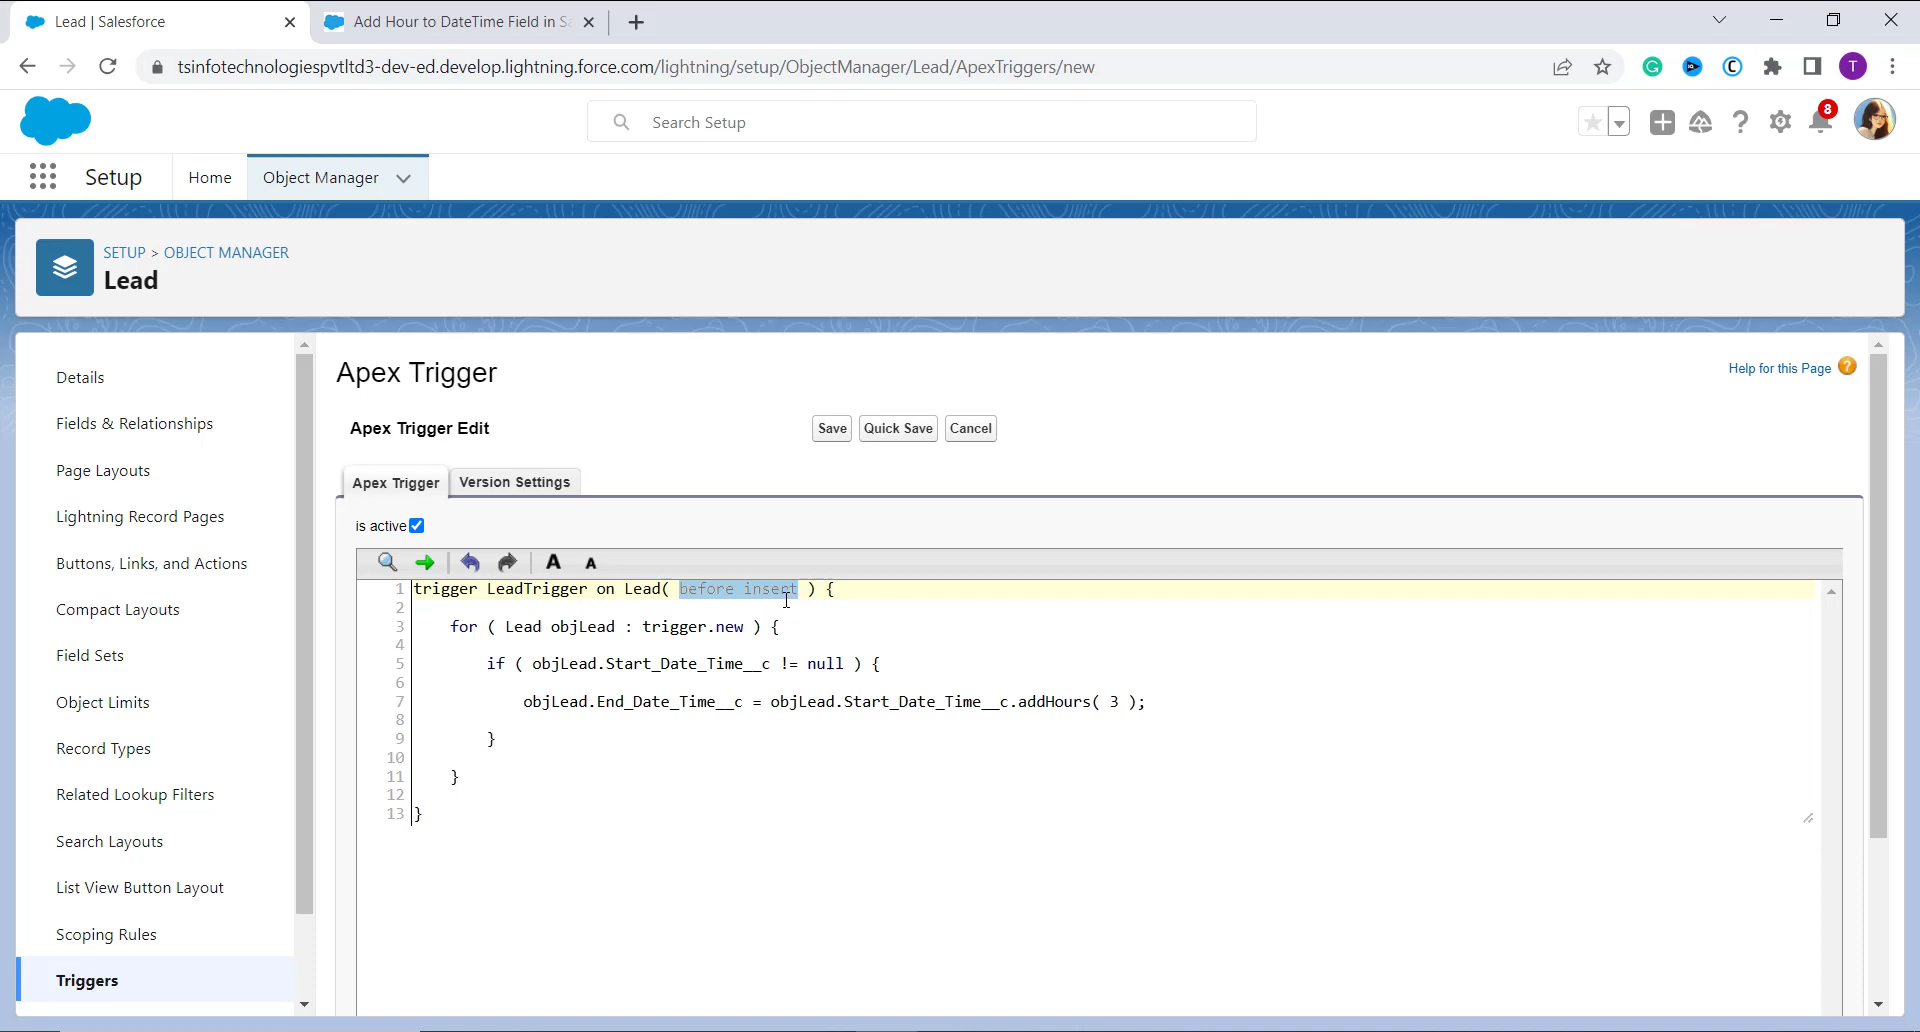 Lead | Salesforce
Add Hour to DateTime Field in Sa
tsinfotechnologiespvtltd3-dev-ed.develop.lightning.force.com/lightning/setup/ObjectManager/Lead/ApexTriggers/new
T
Search Setup
8
Setup
Home
Object Manager
SETUP > OBJECT MANAGER
Lead
Details
Fields & Relationships
Page Layouts
Lightning Record Pages
Buttons, Links, and Actions
Compact Layouts
Field Sets
Object Limits
Record Types
Related Lookup Filters
Search Layouts
List View Button Layout
Scoping Rules
Triggers
Apex Trigger
Help for this Page ?
Apex Trigger Edit
Save
Quick Save
Cancel
Apex Trigger
Version Settings
is active
A A
1 trigger LeadTrigger on Lead( before insert ) {
2
3 for ( Lead objLead : trigger.new ) {
4
5 if ( objLead.Start_Date_Time__c != null ) {
6
7 objLead.End_Date_Time__c = objLead.Start_Date_Time__c.addHours( 3 );
8
9 }
10
11 }
12
13 }